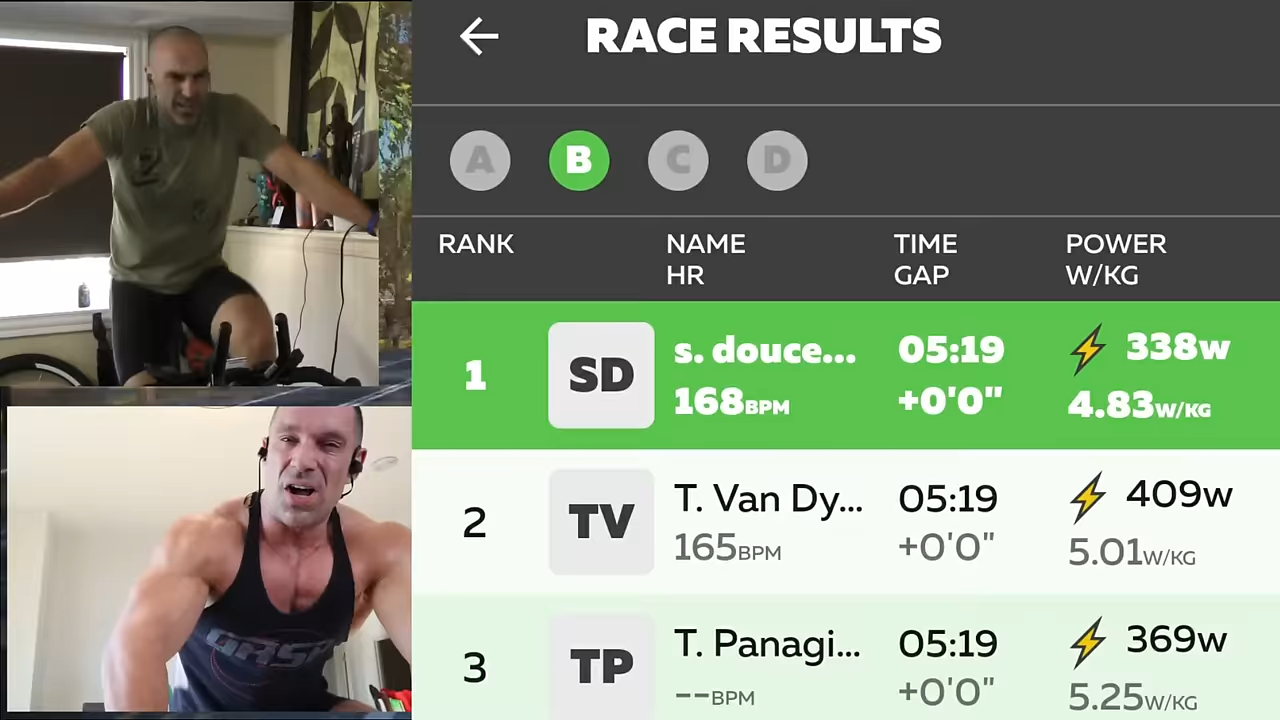 RACE RESULTS
A B C D
RANK NAME TIME POWER
HR GAP W/KG
1 SD s. douce... 05:19 338w
168BPM +0'0" 4.83W/KG
2 TV T. Van Dy... 05:19 409w
165BPM +0'0" 5.01W/KG
3 TP T. Panagi... 05:19 369w
--BPM +0'0" 5.25W/KG